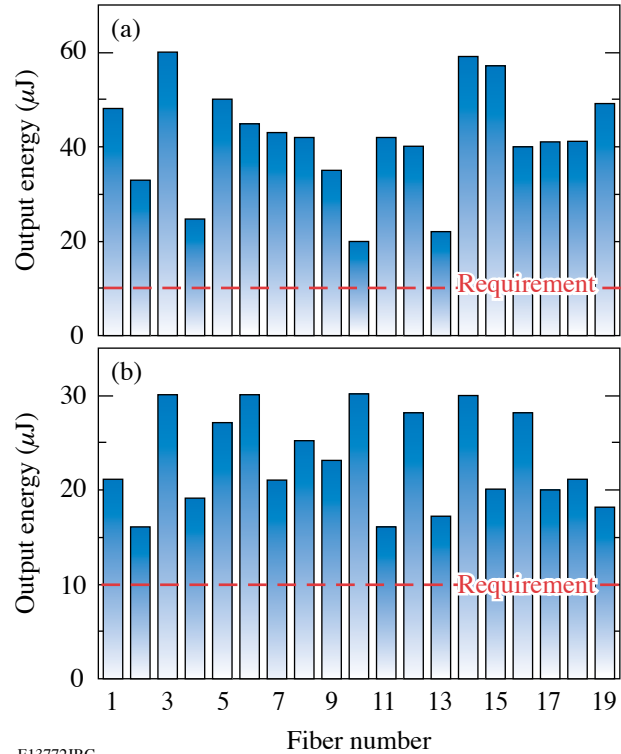 (a)
60
40
20
0
Output energy (μJ)
Requirement
(b)
30
20
10
0
Output energy (μJ)
Requirement
1 3 5 7 9 11 13 15 17 19
Fiber number